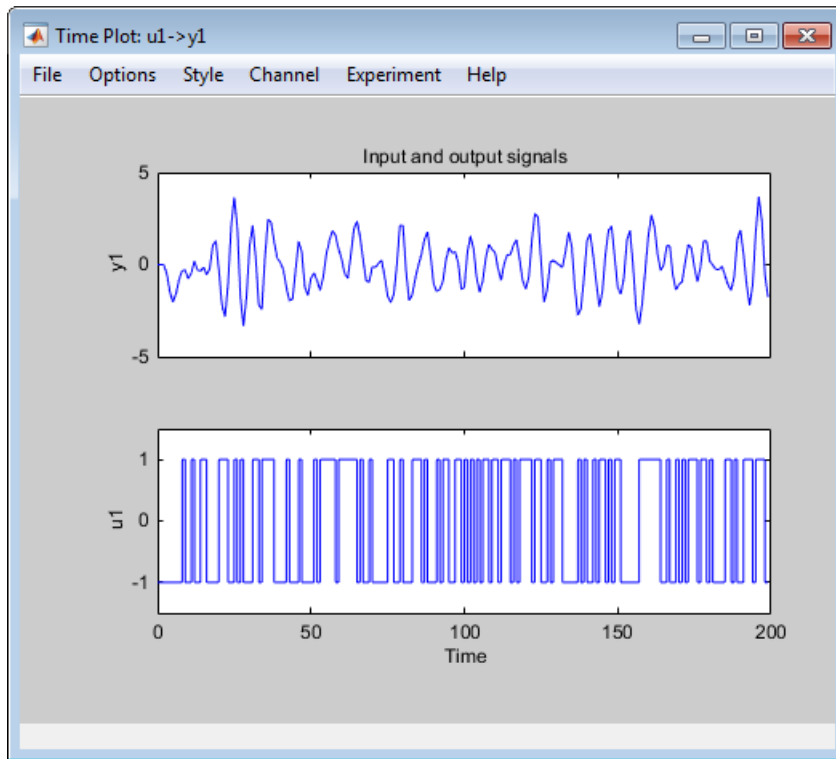 Time Plot: u1->y1
File Options Style Channel Experiment Help
Input and output signals
5
0
-5
y1
1
0
-1
u1
0 50 100 150 200
Time